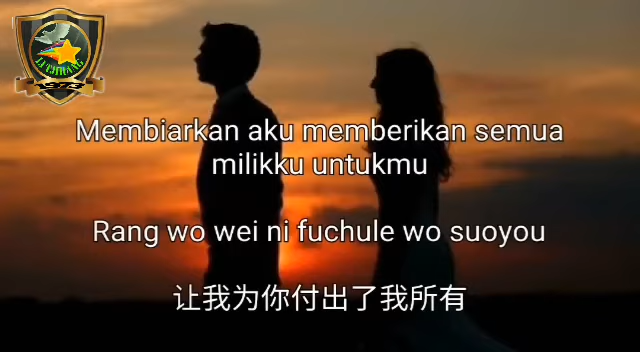 Membiarkan aku memberikan semua
milikku untukmu
Rang wo wei ni fuchule wo suoyou
让我为你付出了我所有